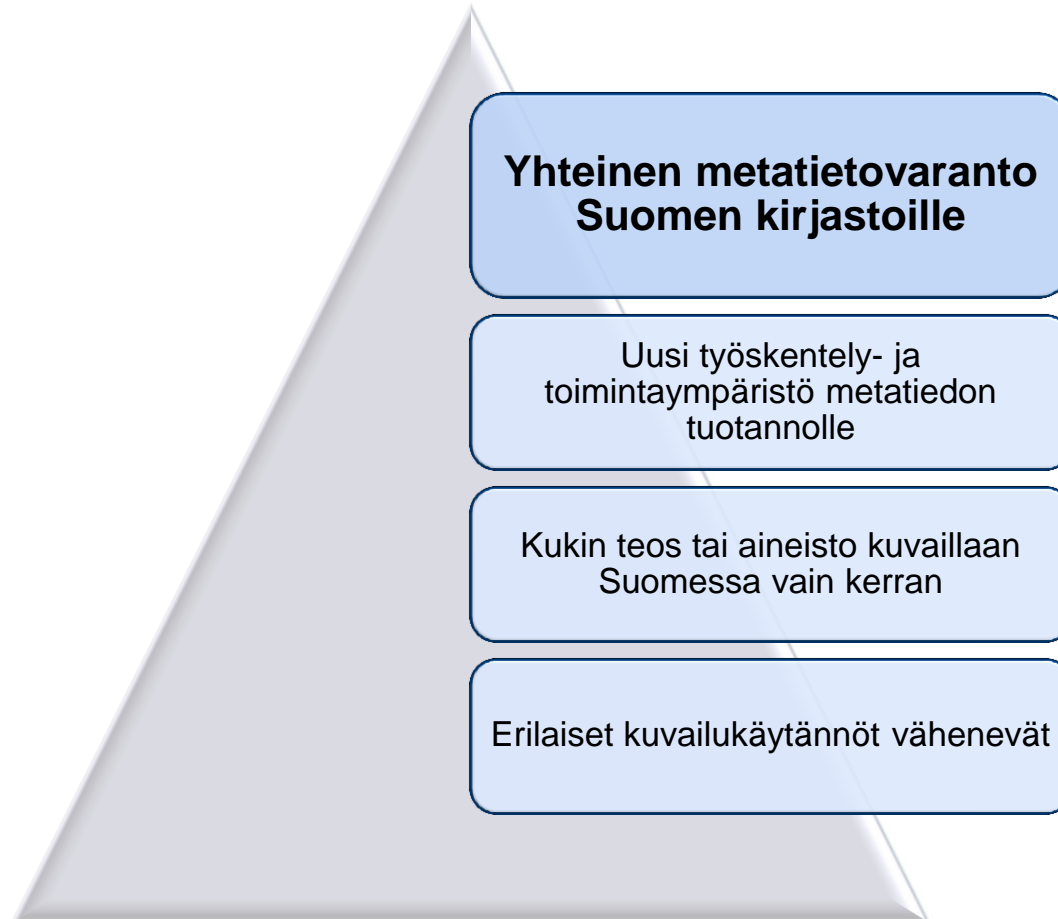 Yhteinen metatietovaranto
Suomen kirjastoille
Uusi työskentely- ja
toimintaympäristö metatiedon
tuotannolle
Kukin teos tai aineisto kuvaillaan
Suomessa vain kerran
Erilaiset kuvailukäytännöt vähenevät